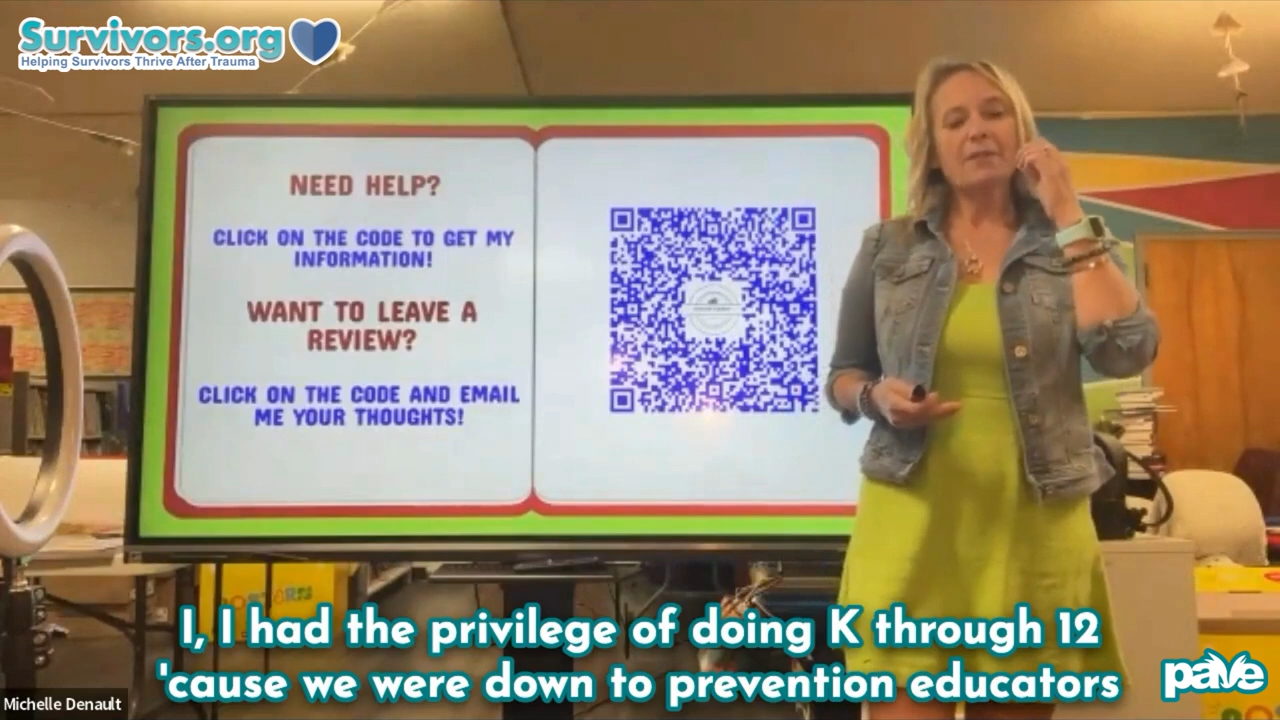 Survivors.org
Helping Survivors Thrive After Trauma
NEED HELP?
CLICK ON THE CODE TO GET MY
INFORMATION!
WANT TO LEAVE A
REVIEW?
CLICK ON THE CODE AND EMAIL
ME YOUR THOUGHTS!
I, I had the privilege of doing K through 12
'cause we were down to prevention educators
Michelle Denault
pave